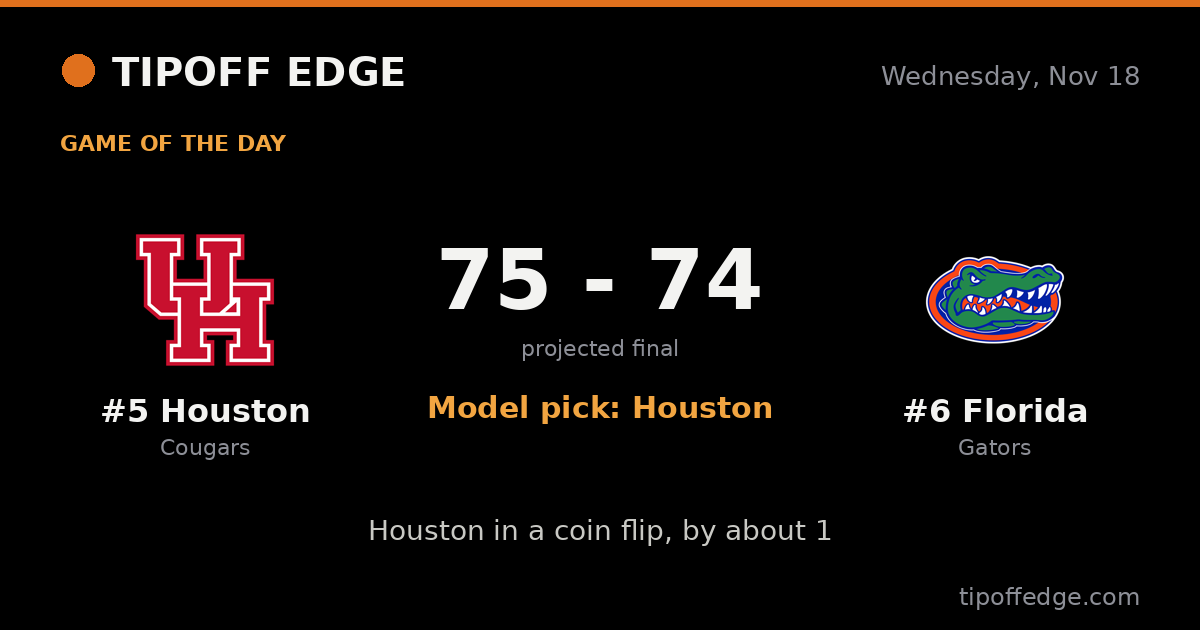 TIPOFF EDGE
Wednesday, Nov 18
GAME OF THE DAY
UH
75 - 74
projected final
Model pick: Houston
#5 Houston
Cougars
#6 Florida
Gators
Houston in a coin flip, by about 1
tipoffedge.com